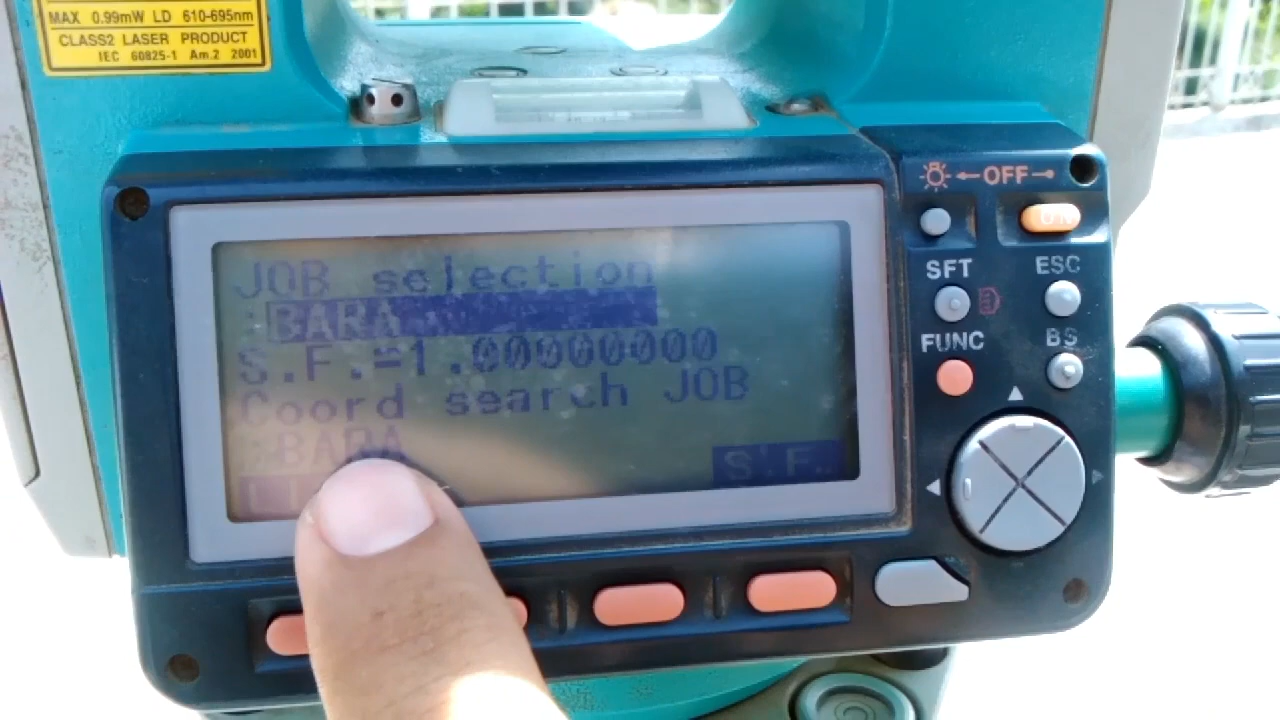 MAX 0.99mW LD 610-695nm
CLASS2 LASER PRODUCT
IEC 60825-1 Am.2 2001
OFF
ON
SFT
ESC
FUNC
BS
JOB selection
:BARA
S.F.=1.00000000
Coord search JOB
:BARA
S.F.